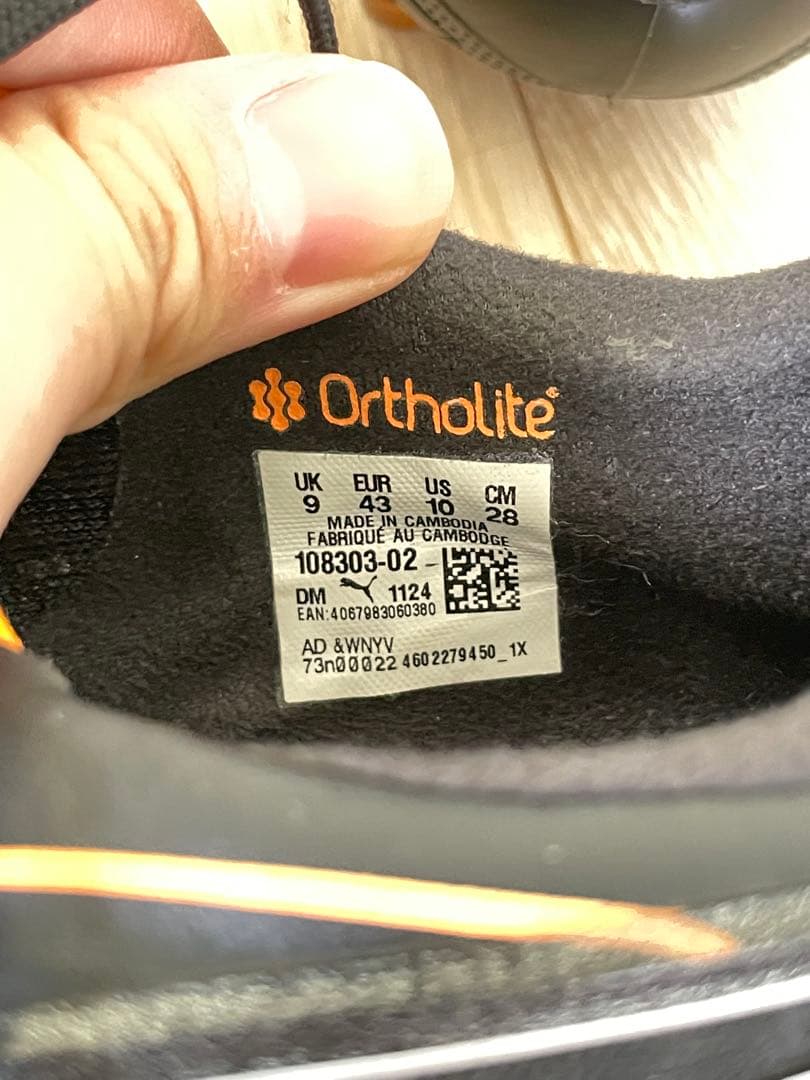 Ortholite
UK EUR US CM
9 43 10 28
MADE IN CAMBODIA
FABRIQUÉ AU CAMBODGE
108303-02
DM 1124
EAN:4067983060380
AD &WNYV
73n00022 4602279450_1X